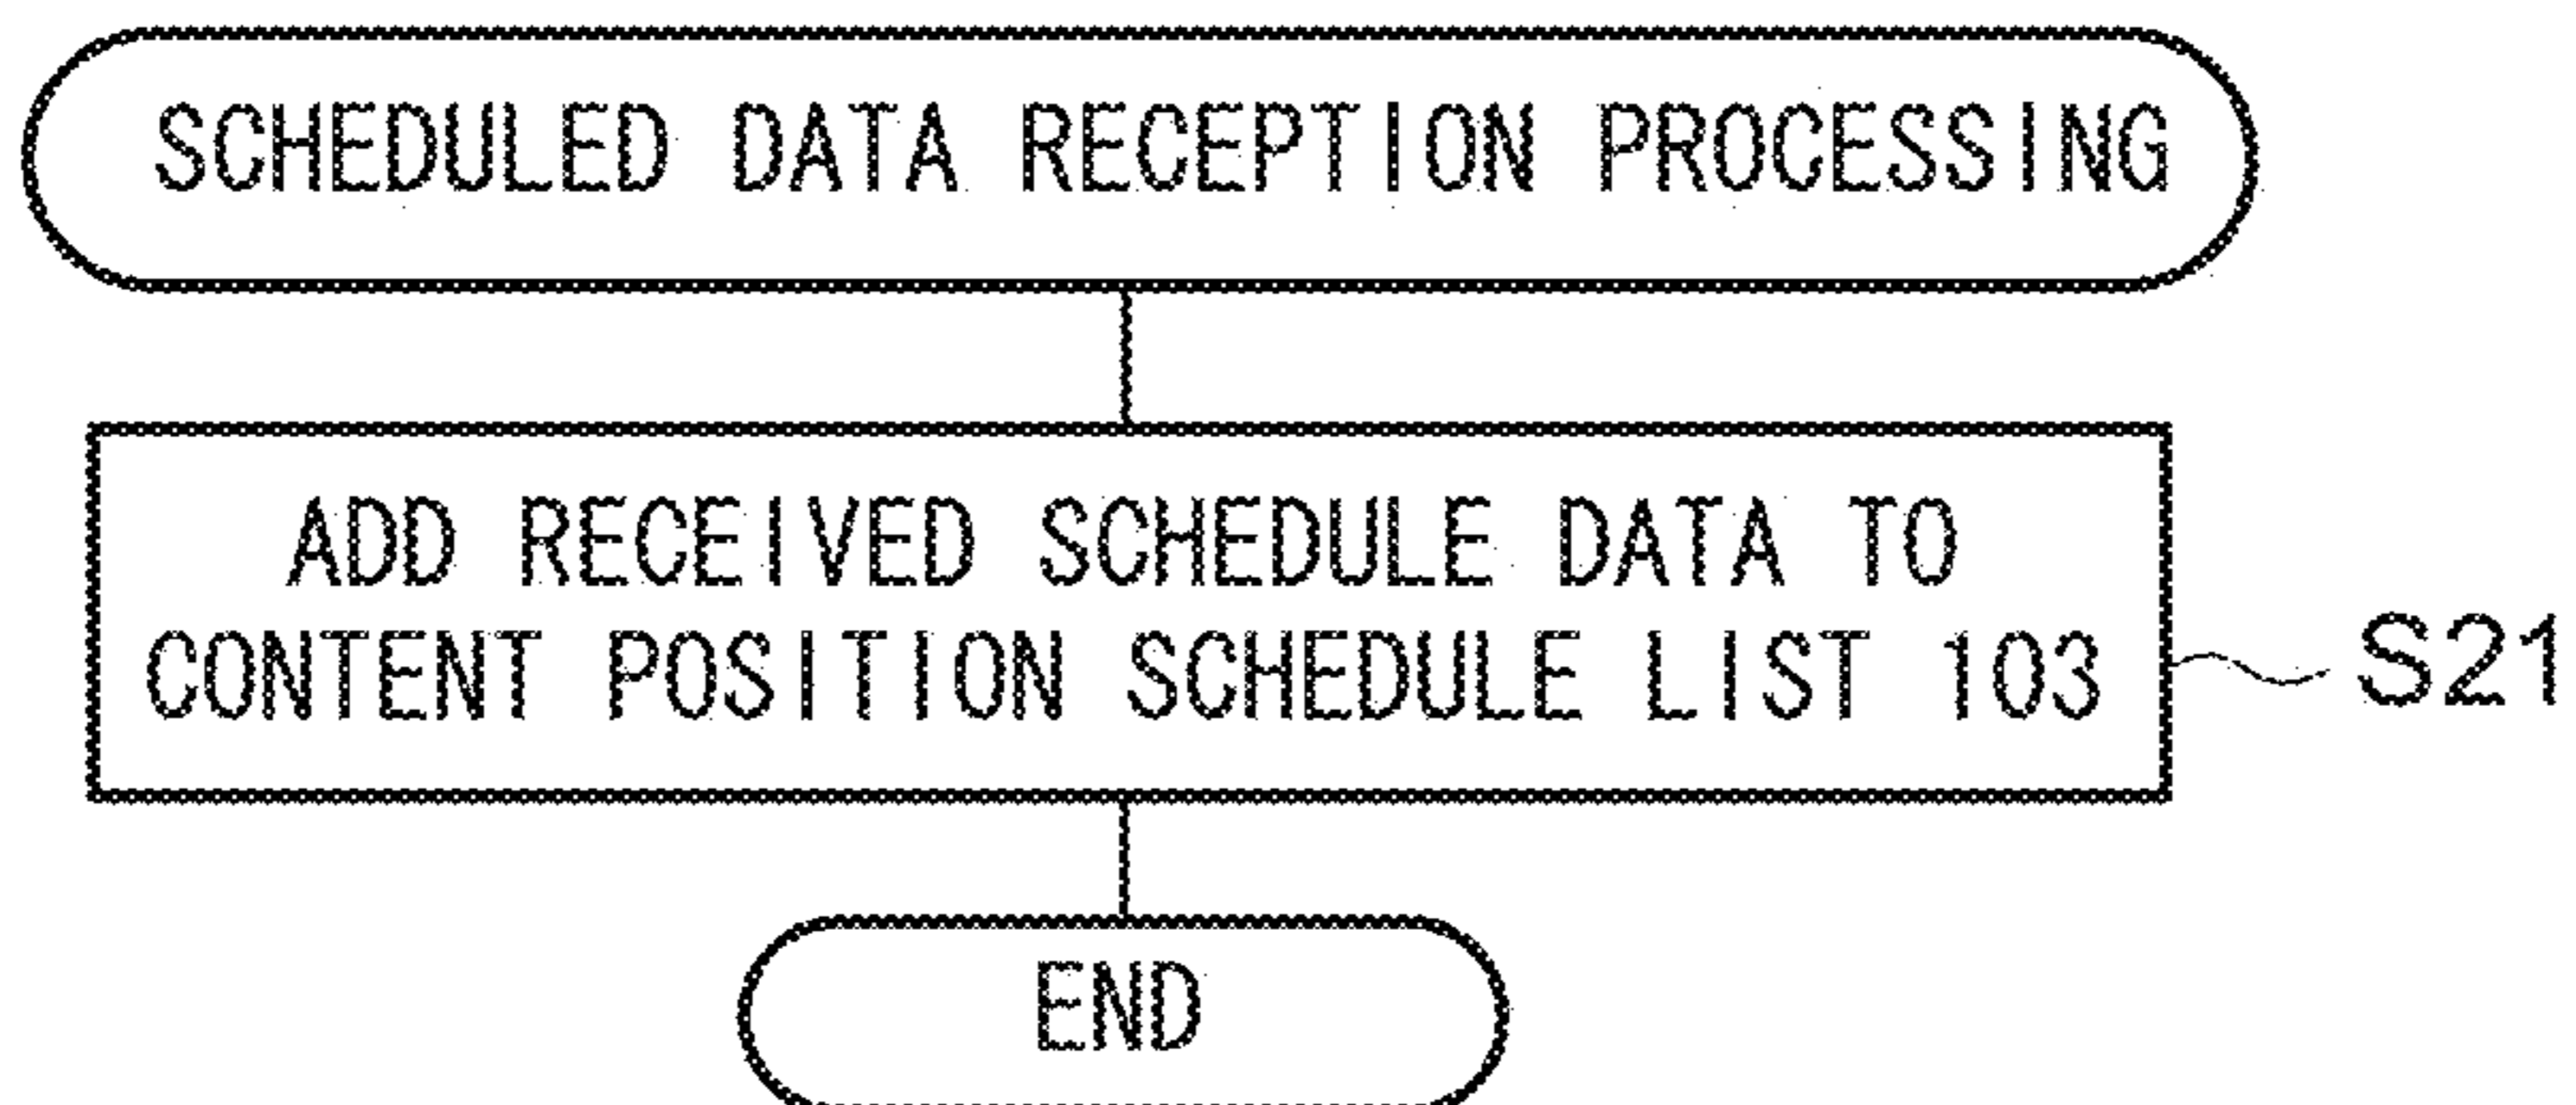 SCHEDULED DATA RECEPTION PROCESSING
ADD RECEIVED SCHEDULE DATA TO
CONTENT POSITION SCHEDULE LIST 103
S21
END